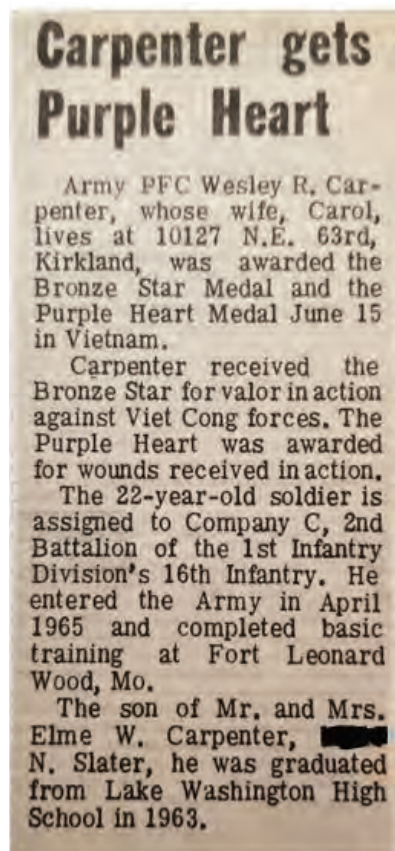 Carpenter gets
Purple Heart
Army PFC Wesley R. Car-
penter, whose wife, Carol,
lives at 10127 N.E. 63rd,
Kirkland, was awarded the
Bronze Star Medal and the
Purple Heart Medal June 15
in Vietnam.
Carpenter received the
Bronze Star for valor in action
against Viet Cong forces. The
Purple Heart was awarded
for wounds received in action.
The 22-year-old soldier is
assigned to Company C, 2nd
Battalion of the 1st Infantry
Division's 16th Infantry. He
entered the Army in April
1965 and completed basic
training at Fort Leonard
Wood, Mo.
The son of Mr. and Mrs.
Elme W. Carpenter,
N. Slater, he was graduated
from Lake Washington High
School in 1963.